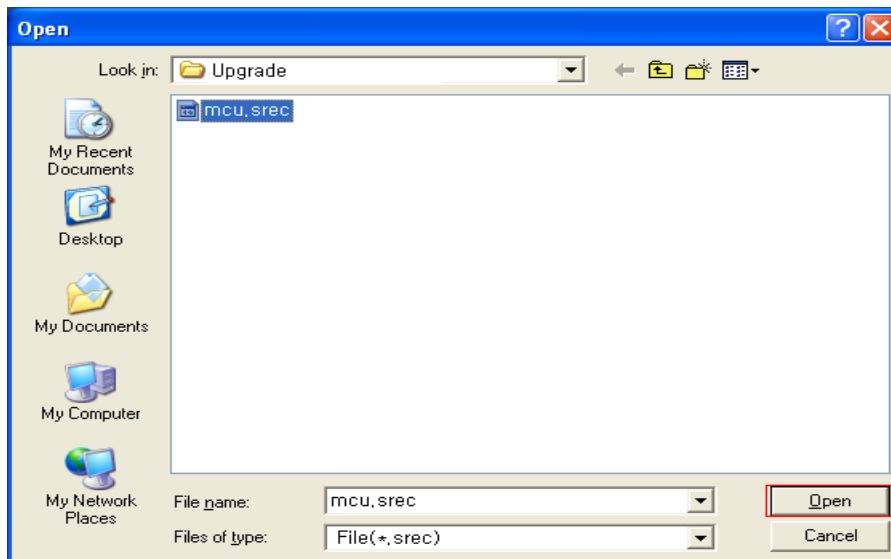 Open
Look in: Upgrade
mcu,srec
My Recent
Documents
Desktop
My Documents
My Computer
My Network
Places
File name: mcu,srec
Open
Files of type: File(*,srec)
Cancel